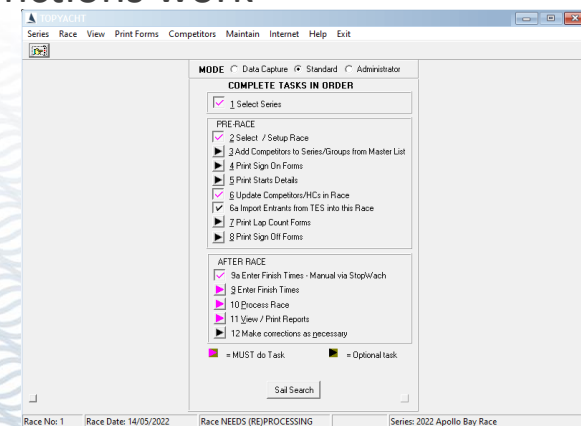 TOPYACHT
Series Race View Print Forms Competitors Maintain Internet Help Exit
MODE Data Capture Standard Administrator
COMPLETE TASKS IN ORDER
1 Select Series
PRE-RACE
2 Select / Setup Race
3 Add Competitors to Series/Groups from Master List
4 Print Sign On Forms
5 Print Starts Details
6 Update Competitors/HCs in Race
6a Import Entrants from TES into this Race
7 Print Lap Count Forms
8 Print Sign Off Forms
AFTER RACE
9a Enter Finish Times - Manual via StopWach
9 Enter Finish Times
10 Process Race
11 View / Print Reports
12 Make corrections as necessary
= MUST do Task = Optional task
Sail Search
Race No: 1 Race Date: 14/05/2022 Race NEEDS (RE)PROCESSING Series: 2022 Apollo Bay Race